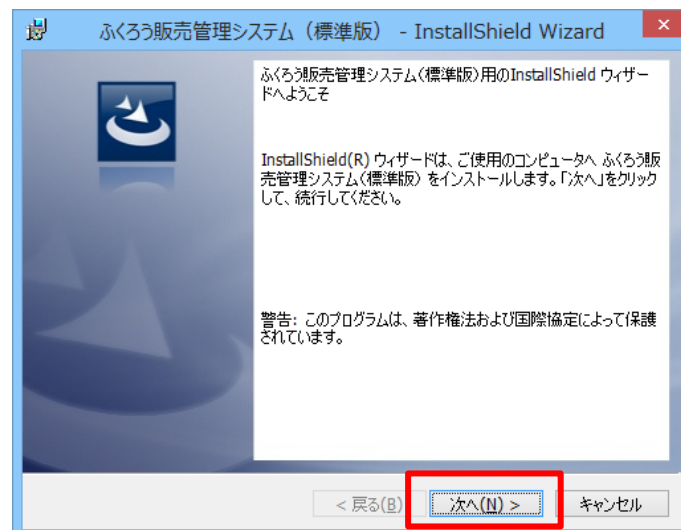 ふくろう販売管理システム（標準版） - InstallShield Wizard
ふくろう販売管理システム(標準版)用のInstallShield ウィザー
ドへようこそ
InstallShield(R) ウィザードは、ご使用のコンピュータへ ふくろう販
売管理システム(標準版) をインストールします。「次へ」をクリック
して、続行してください。
警告: このプログラムは、著作権法および国際協定によって保護
されています。
< 戻る(B) 次へ(N) > キャンセル